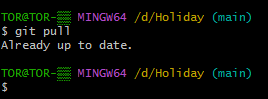 TOR@TOR-▒▒ MINGW64 /d/Holiday (main)
$ git pull
Already up to date.
TOR@TOR-▒▒ MINGW64 /d/Holiday (main)
$